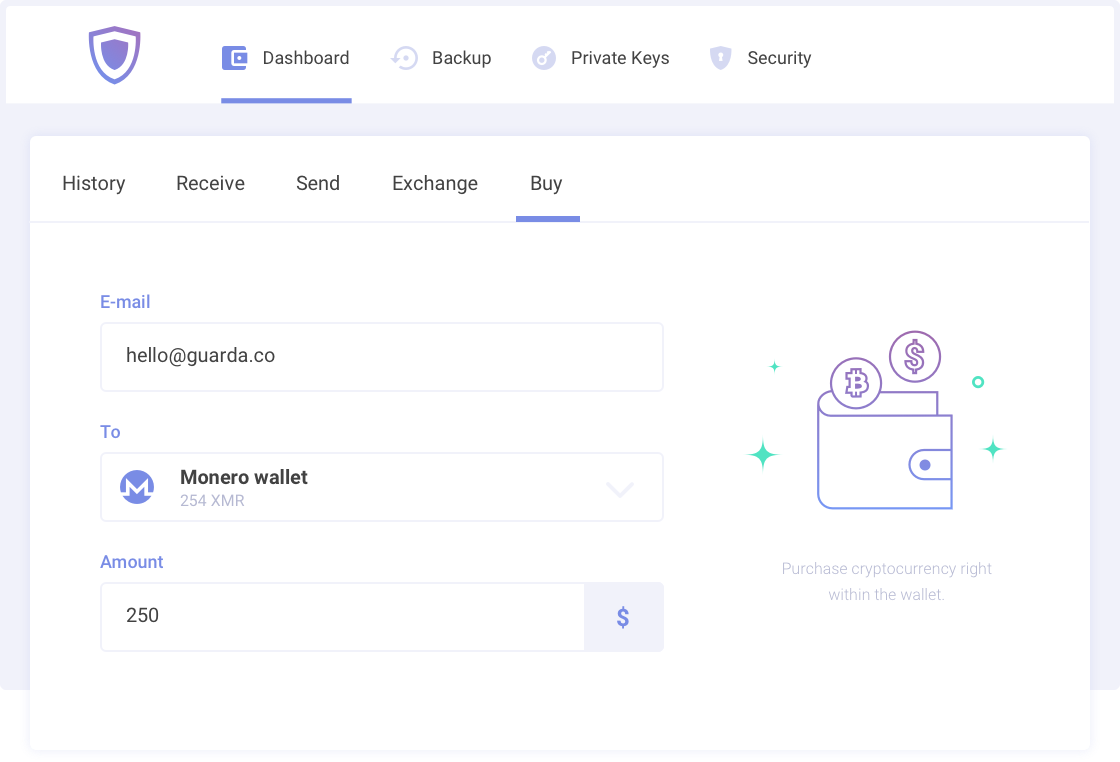 Dashboard Backup Private Keys Security
History Receive Send Exchange Buy
E-mail
hello@guarda.co
To
Monero wallet
254 XMR
Amount
250 $
Purchase cryptocurrency right
within the wallet.